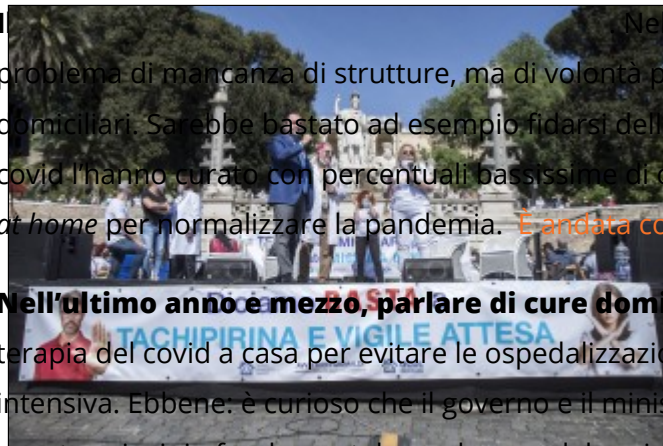 Il Ne
problema di mancanza di strutture, ma di volontà p
domiciliari. Sarebbe bastato ad esempio fidarsi dell
covid l'hanno curato con percentuali bassissime di o
at home per normalizzare la pandemia. È andata co
Nell’ultimo anno e mezzo, parlare di cure domi
Diciamo BASTA a
TACHIPIRINA E VIGILE ATTESA
terapia del covid a casa per evitare le ospedalizzazio
intensiva. Ebbene: è curioso che il governo e il minis